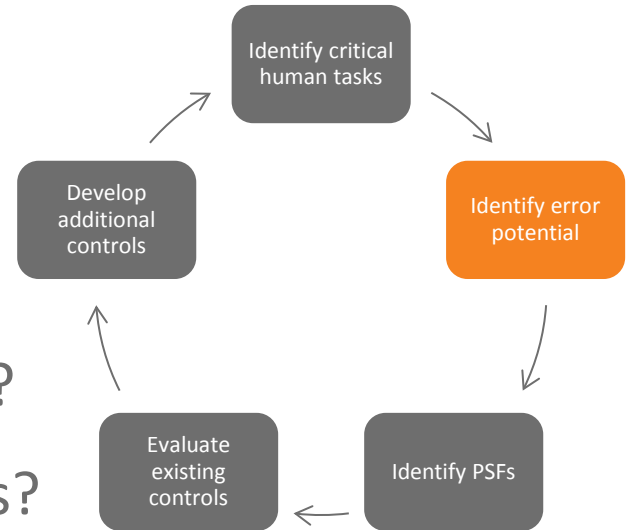 Identify critical
human tasks
Develop
additional
controls
Identify error
potential
?
s?
Evaluate
existing
controls
Identify PSFs